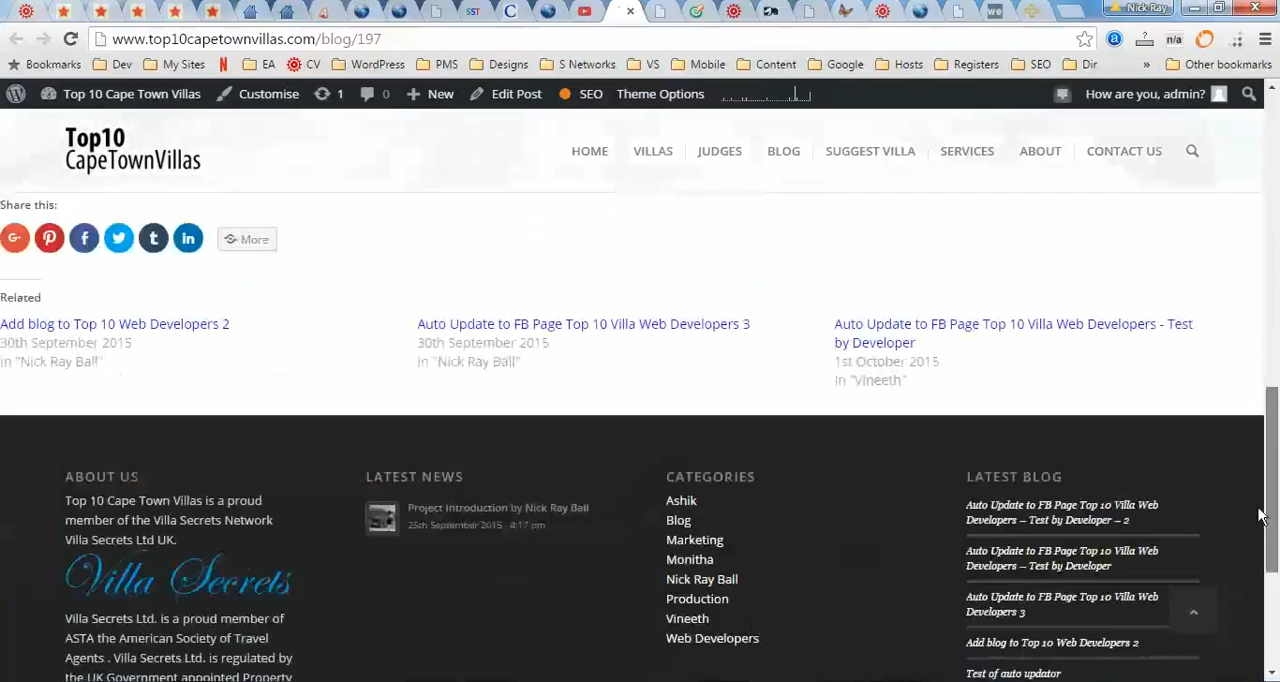 SST
C
we
Nick Ray
www.top10capetownvillas.com/blog/197
n/a
Bookmarks Dev My Sites EA CV WordPress PMS Designs S Networks VS Mobile Content Google Hosts Registers SEO Dir » Other bookmarks
Top 10 Cape Town Villas Customise 1 0 New Edit Post SEO Theme Options How are you, admin?
Top10
CapeTownVillas
HOME VILLAS JUDGES BLOG SUGGEST VILLA SERVICES ABOUT CONTACT US
Share this:
G+ f t in More
Related
Add blog to Top 10 Web Developers 2
30th September 2015
In "Nick Ray Ball"
Auto Update to FB Page Top 10 Villa Web Developers 3
30th September 2015
In "Nick Ray Ball"
Auto Update to FB Page Top 10 Villa Web Developers - Test
by Developer
1st October 2015
In "Vineeth"
ABOUT US
Top 10 Cape Town Villas is a proud
member of the Villa Secrets Network
Villa Secrets Ltd UK.
Villa Secrets
Villa Secrets Ltd. is a proud member of
ASTA the American Society of Travel
Agents . Villa Secrets Ltd. is regulated by
the UK Government appointed Property
LATEST NEWS
Project Introduction by Nick Ray Ball
25th September 2015 - 4:17 pm
CATEGORIES
Ashik
Blog
Marketing
Monitha
Nick Ray Ball
Production
Vineeth
Web Developers
LATEST BLOG
Auto Update to FB Page Top 10 Villa Web
Developers – Test by Developer – 2
Auto Update to FB Page Top 10 Villa Web
Developers – Test by Developer
Auto Update to FB Page Top 10 Villa Web
Developers 3
Add blog to Top 10 Web Developers 2
Test of auto updator